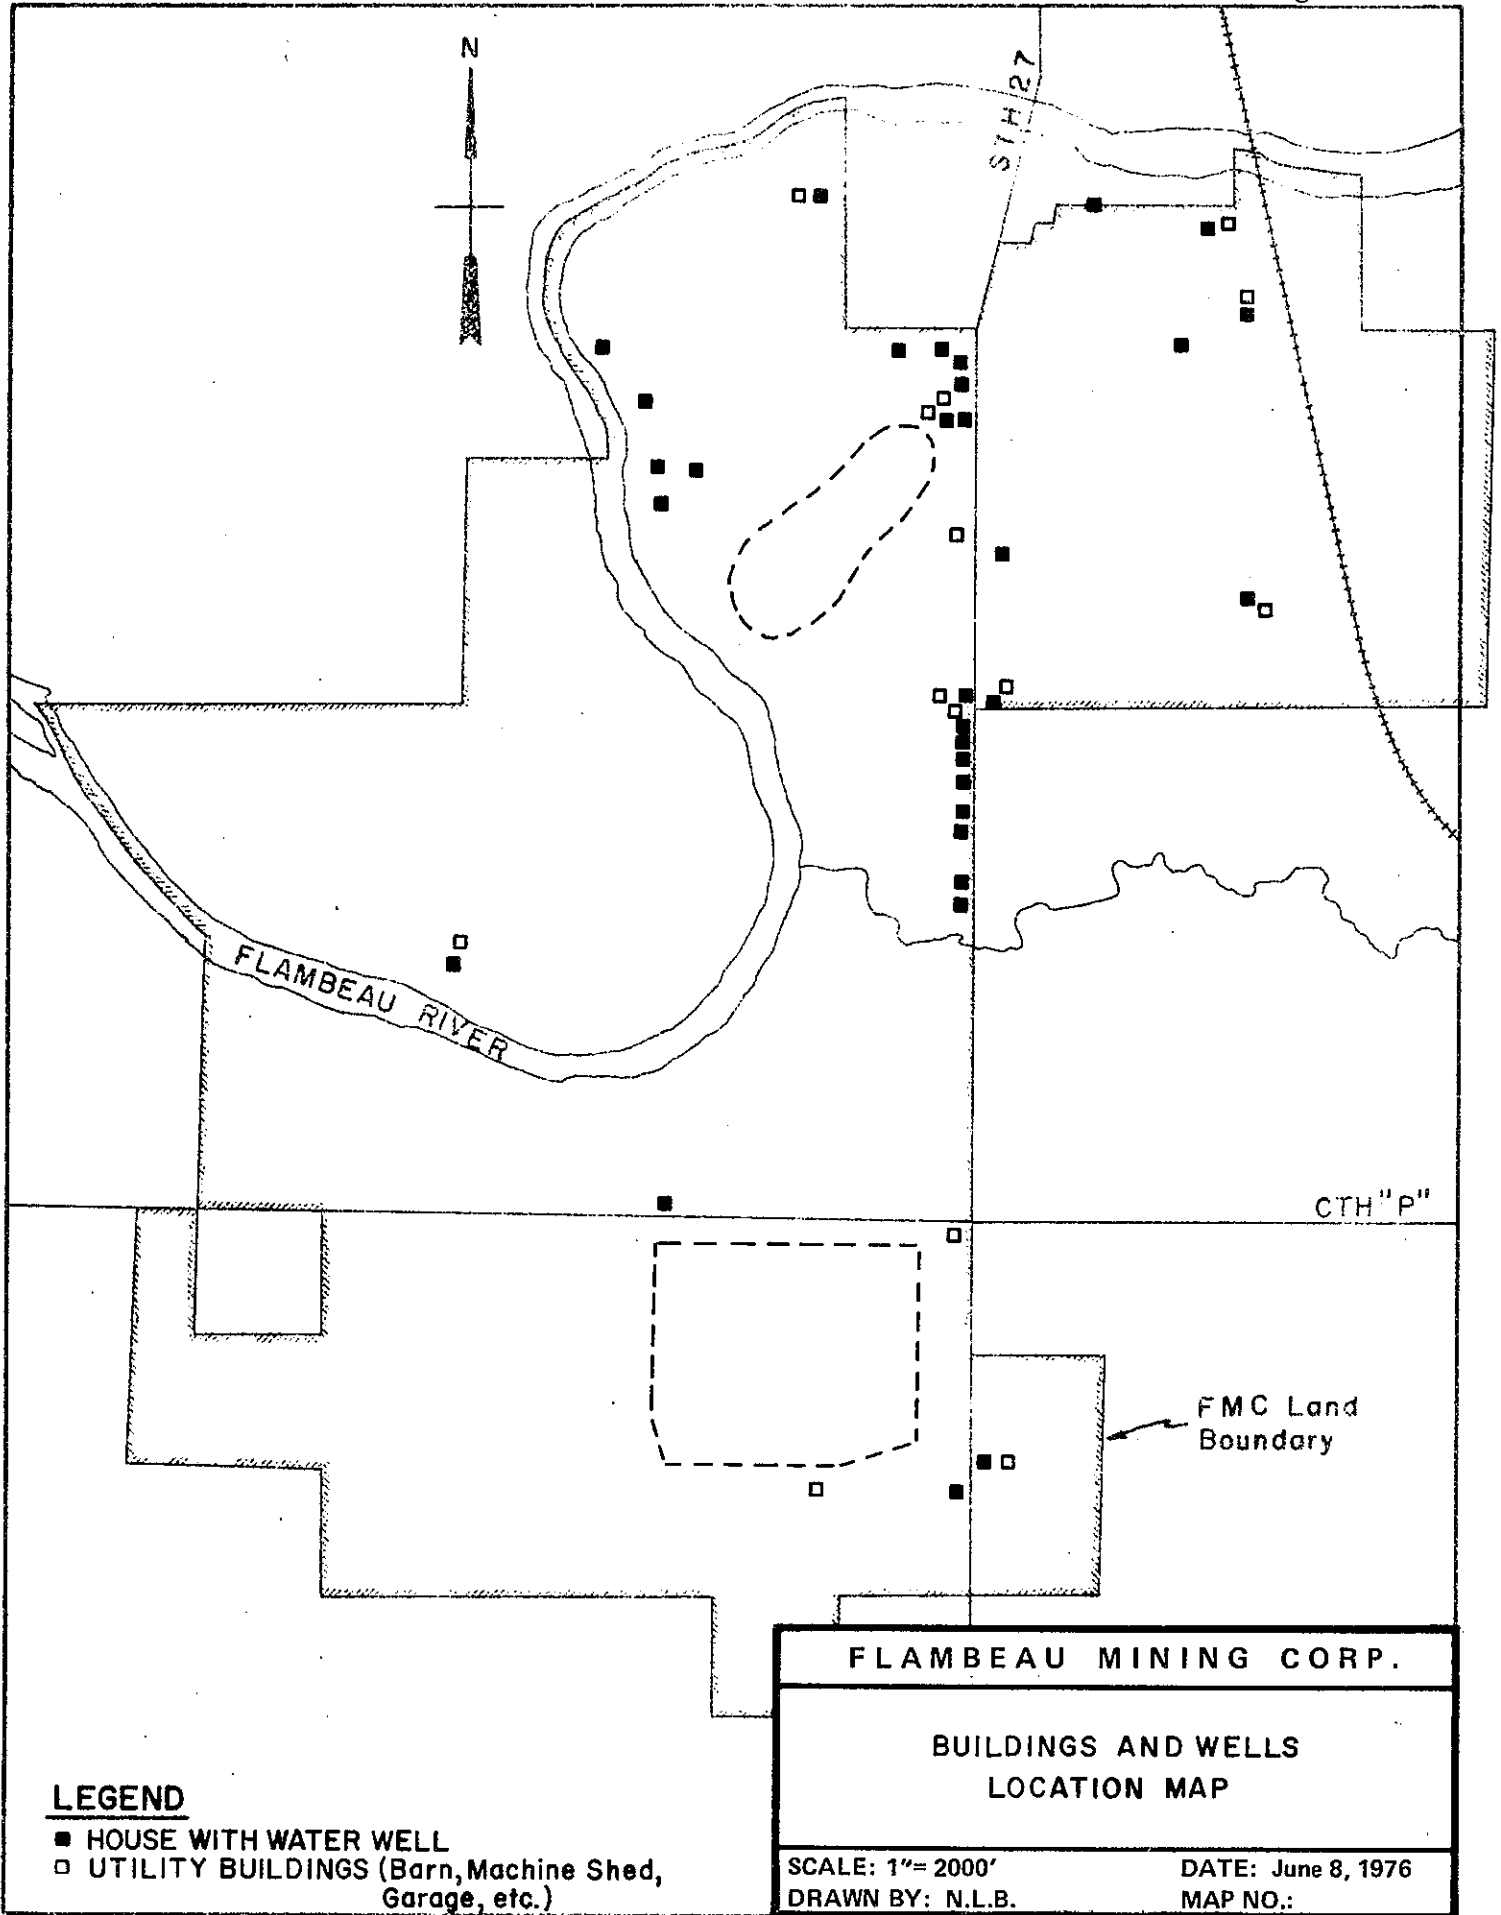 N
STH 27
FLAMBEAU RIVER
CTH "P"
FMC Land
Boundary
FLAMBEAU MINING CORP.
BUILDINGS AND WELLS
LOCATION MAP
SCALE: 1"= 2000'
DATE: June 8, 1976
DRAWN BY: N.L.B.
MAP NO.:
LEGEND
■ HOUSE WITH WATER WELL
□ UTILITY BUILDINGS (Barn, Machine Shed,
Garage, etc.)